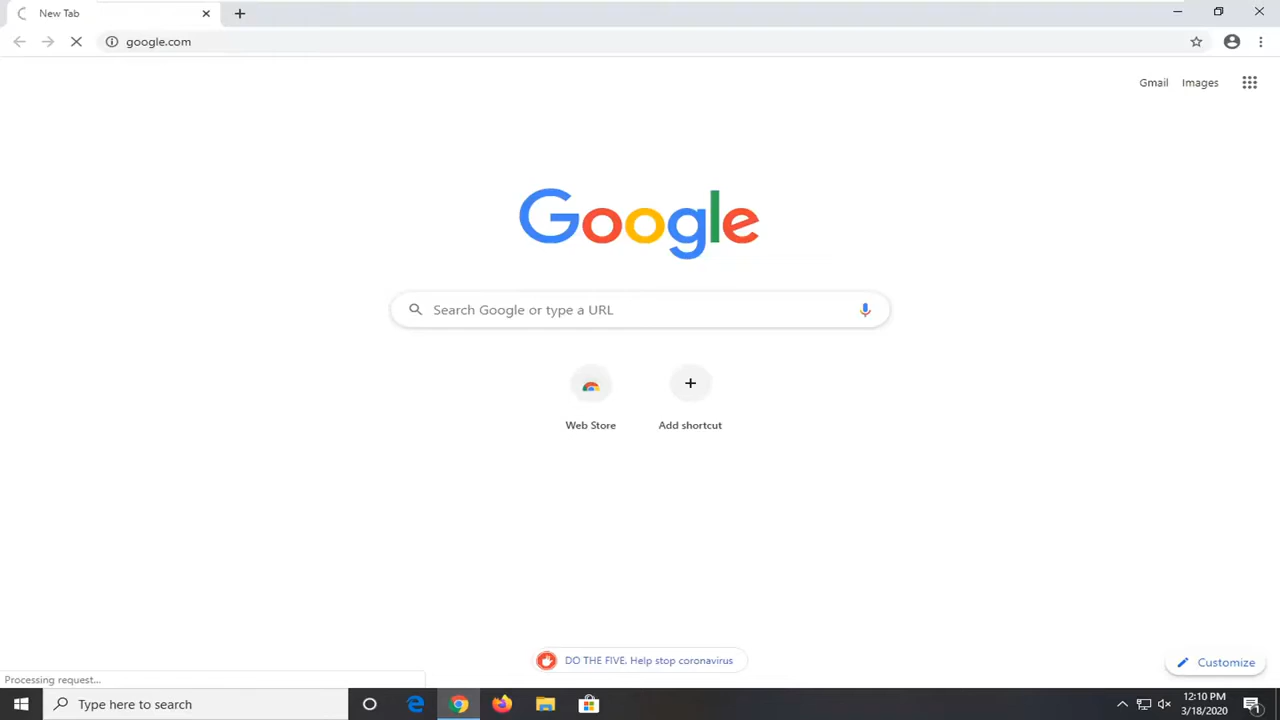 New Tab
google.com
Gmail Images
Google
Search Google or type a URL
Web Store Add shortcut
DO THE FIVE. Help stop coronavirus
Customize
Processing request...
Type here to search
12:10 PM
3/18/2020
1